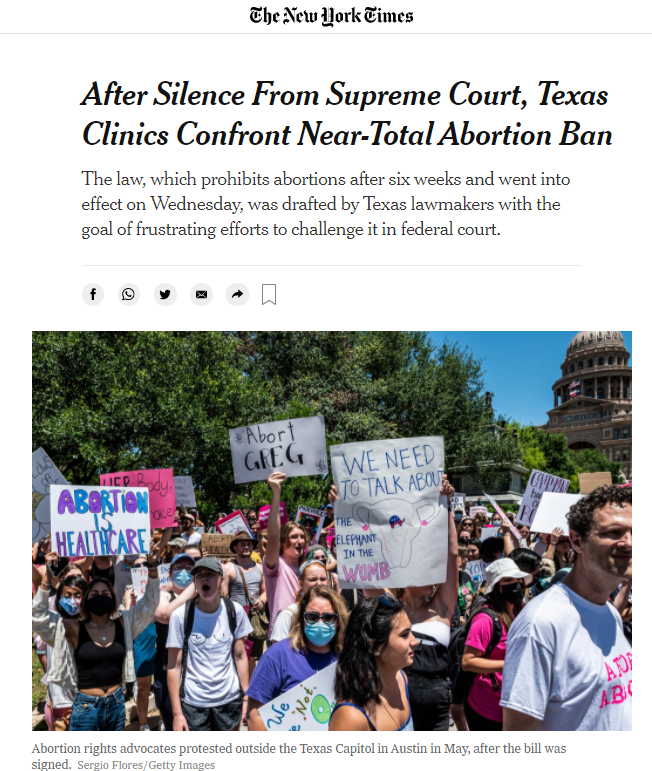 The New York Times
After Silence From Supreme Court, Texas
Clinics Confront Near-Total Abortion Ban
The law, which prohibits abortions after six weeks and went into
effect on Wednesday, was drafted by Texas lawmakers with the
goal of frustrating efforts to challenge it in federal court.
#Abort
GREG
WE NEED
TO TALK ABOUT
THE
ELEPHANT
IN THE
WOMB
HER Body
ABORTION
IS
HEALTHCARE
We
Not
Abortion rights advocates protested outside the Texas Capitol in Austin in May, after the bill was
signed. Sergio Flores/Getty Images